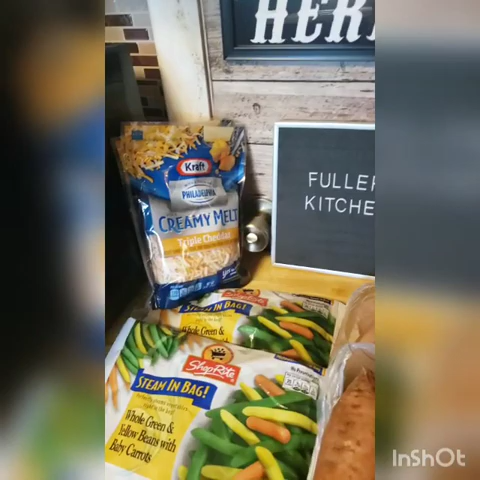 HER
FULLER
KITCHE
Kraft
PHILADELPHIA
CREAMY MELT
Triple Cheddar
ShopRite
STEAM IN BAG!
Whole Green &
ShopRite
STEAM IN BAG!
Whole Green &
Yellow Beans with
Baby Carrots
InShOt